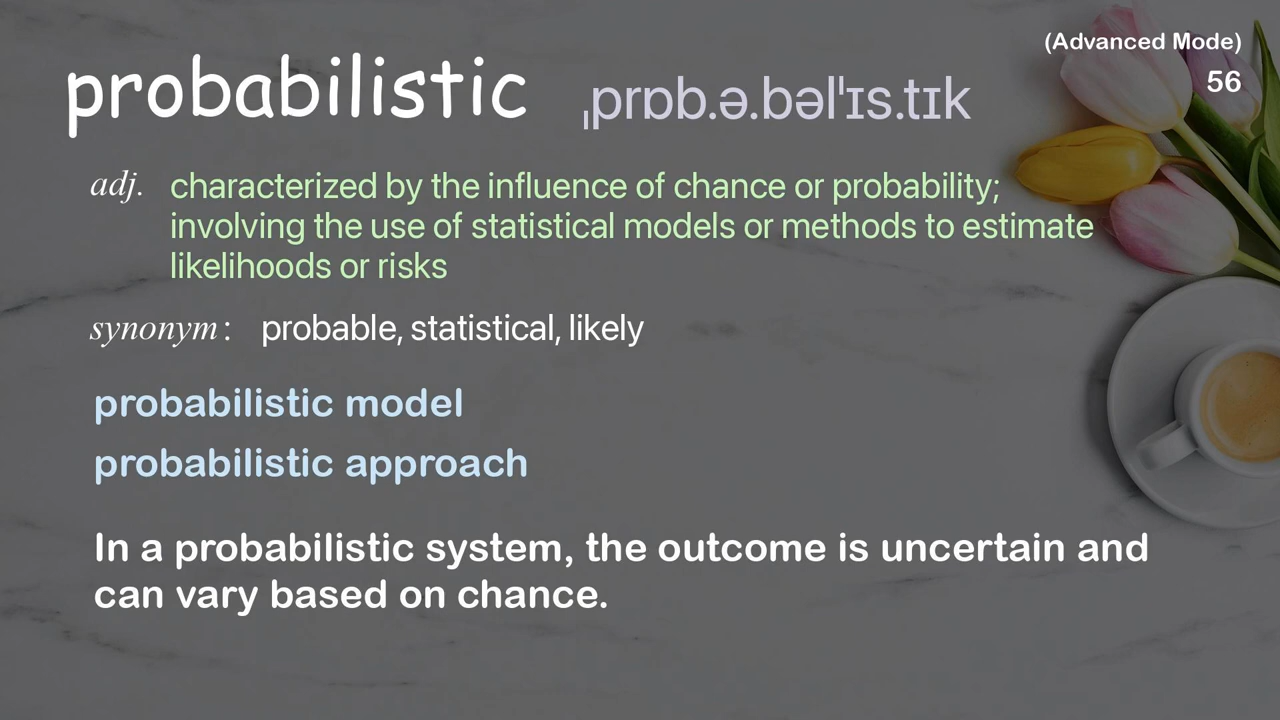 (Advanced Mode)
56
probabilistic ˌprɒb.ə.bəlˈɪs.tɪk
adj. characterized by the influence of chance or probability;
involving the use of statistical models or methods to estimate
likelihoods or risks
synonym: probable, statistical, likely
probabilistic model
probabilistic approach
In a probabilistic system, the outcome is uncertain and
can vary based on chance.